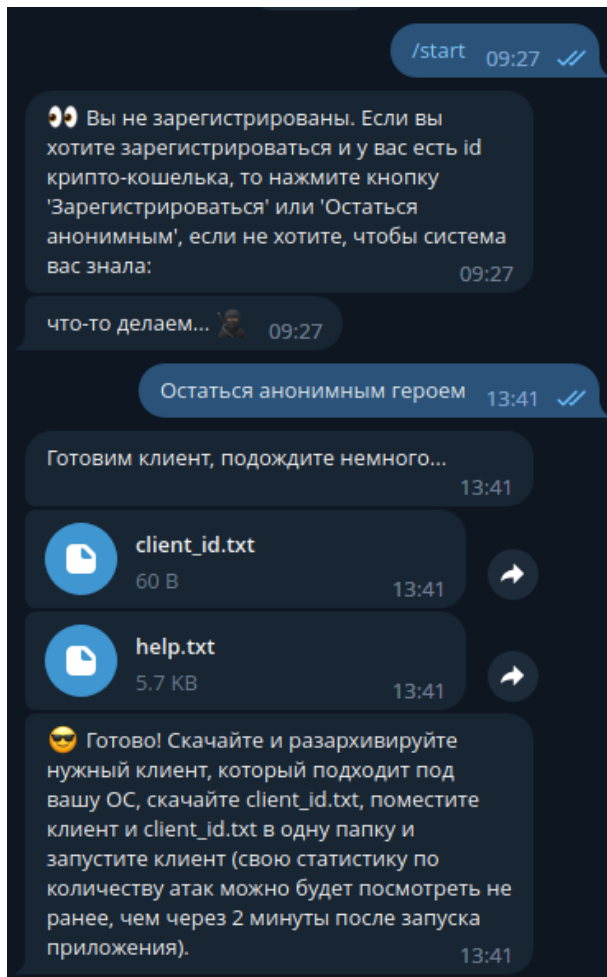 /start 09:27
👀 Вы не зарегистрированы. Если вы
хотите зарегистрироваться и у вас есть id
крипто-кошелька, то нажмите кнопку
'Зарегистрироваться' или 'Остаться
анонимным', если не хотите, чтобы система
вас знала: 09:27
что-то делаем... 🥷 09:27
Остаться анонимным героем 13:41
Готовим клиент, подождите немного...
13:41
client_id.txt
60 B 13:41
help.txt
5.7 KB 13:41
😎 Готово! Скачайте и разархивируйте
нужный клиент, который подходит под
вашу ОС, скачайте client_id.txt, поместите
клиент и client_id.txt в одну папку и
запустите клиент (свою статистику по
количеству атак можно будет посмотреть не
ранее, чем через 2 минуты после запуска
приложения). 13:41